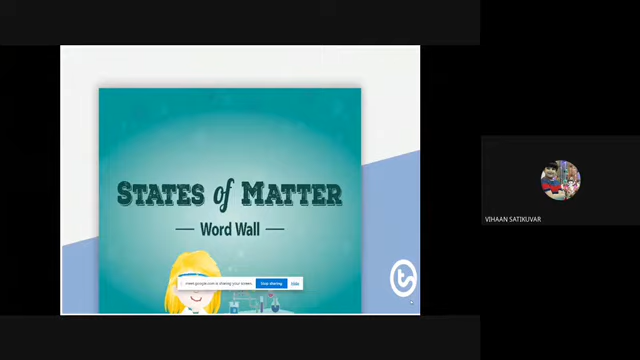 STATES of MATTER
Word Wall
meet.google.com is sharing your screen.
Stop sharing
Hide
VIHAAN SATIKUVAR